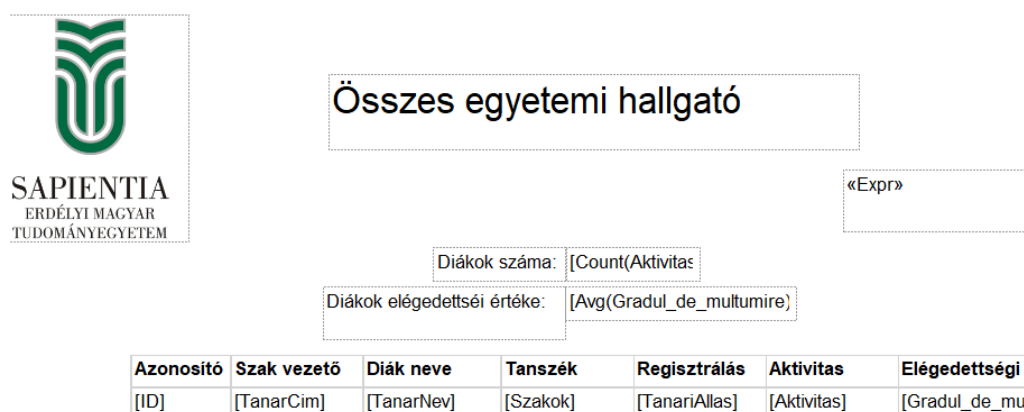 Összes egyetemi hallgató
SAPIENTIA
ERDÉLYI MAGYAR
TUDOMÁNYEGYETEM
«Expr»
Diákok száma: [Count(Aktivitas
Diákok elégedettséi értéke: [Avg(Gradul_de_multumire)
Azonosító Szak vezető Diák neve Tanszék Regisztrálás Aktivitas Elégedettségi
[ID] [TanarCim] [TanarNev] [Szakok] [TanariAllas] [Aktivitas] [Gradul_de_mu